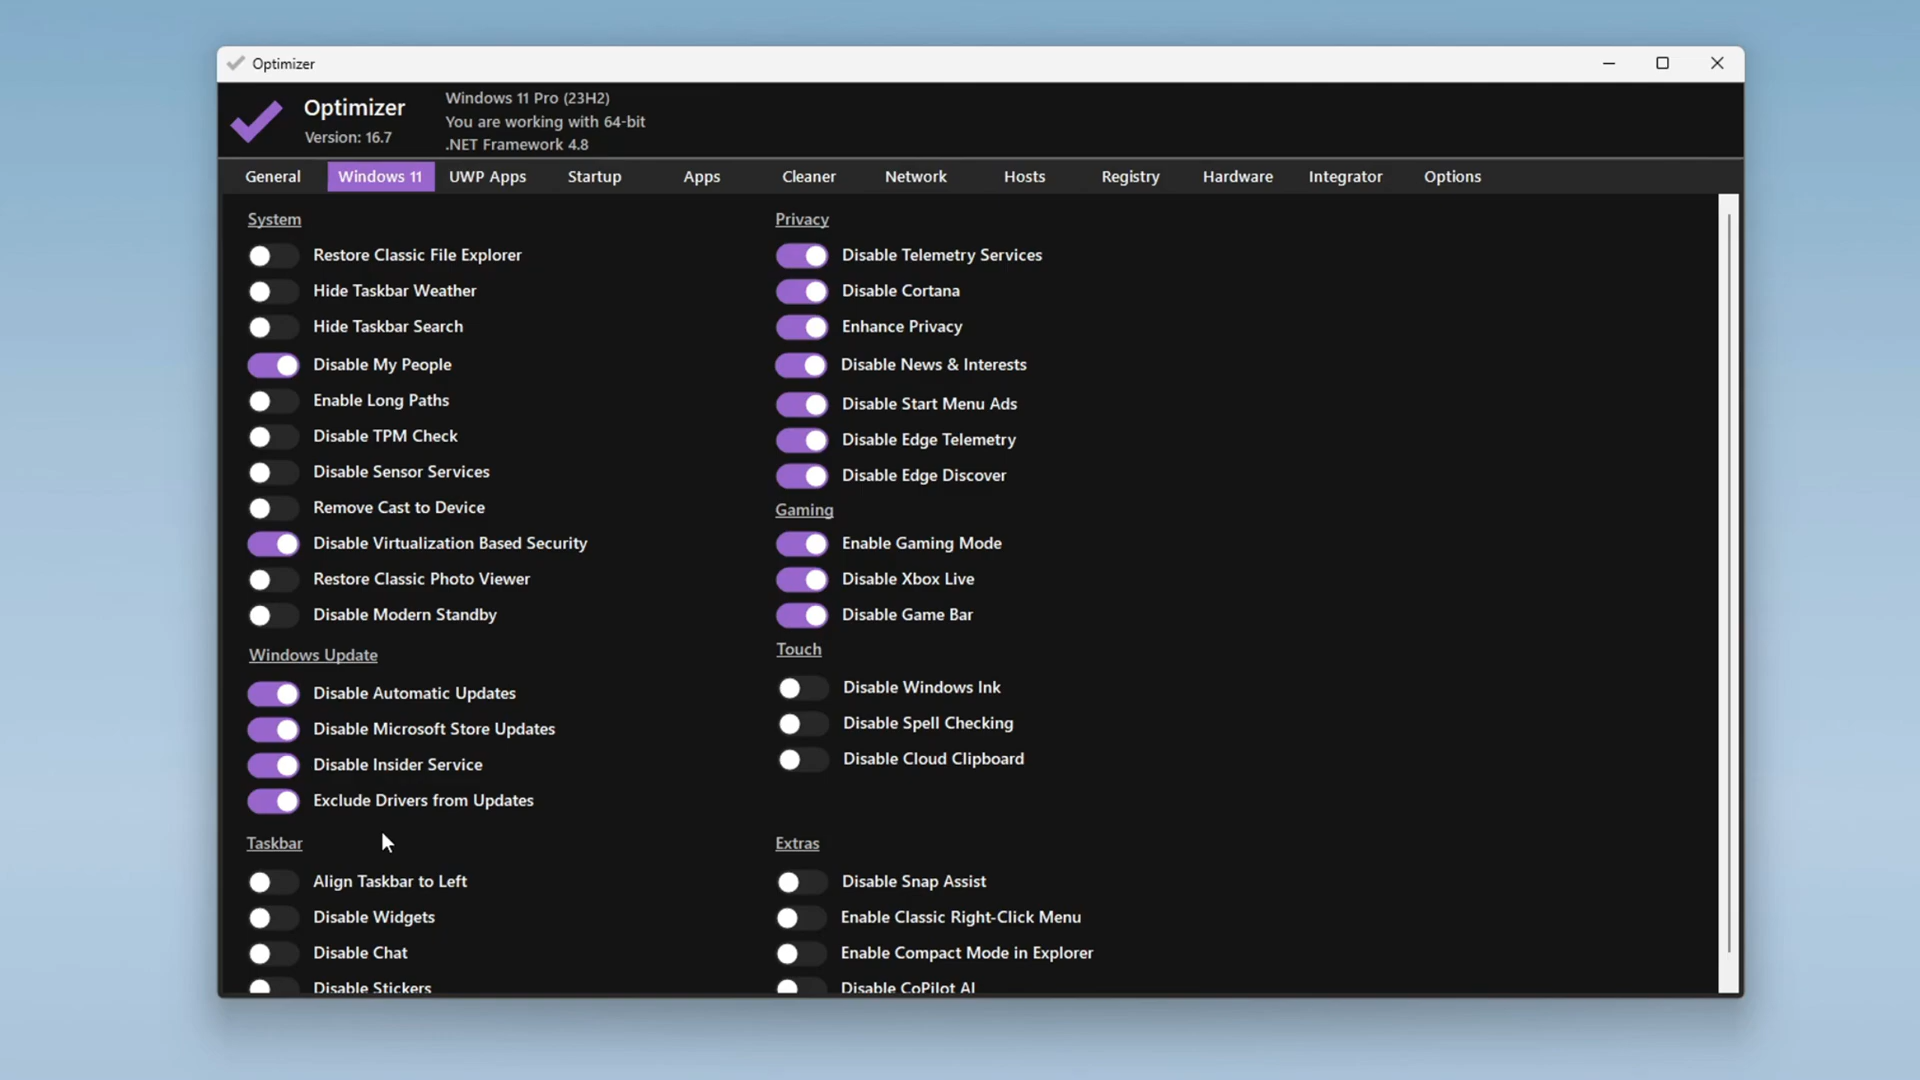 Optimizer
Optimizer
Version: 16.7
Windows 11 Pro (23H2)
You are working with 64-bit
.NET Framework 4.8
General Windows 11 UWP Apps Startup Apps Cleaner Network Hosts Registry Hardware Integrator Options
System
Restore Classic File Explorer
Hide Taskbar Weather
Hide Taskbar Search
Disable My People
Enable Long Paths
Disable TPM Check
Disable Sensor Services
Remove Cast to Device
Disable Virtualization Based Security
Restore Classic Photo Viewer
Disable Modern Standby
Windows Update
Disable Automatic Updates
Disable Microsoft Store Updates
Disable Insider Service
Exclude Drivers from Updates
Taskbar
Align Taskbar to Left
Disable Widgets
Disable Chat
Disable Stickers
Privacy
Disable Telemetry Services
Disable Cortana
Enhance Privacy
Disable News & Interests
Disable Start Menu Ads
Disable Edge Telemetry
Disable Edge Discover
Gaming
Enable Gaming Mode
Disable Xbox Live
Disable Game Bar
Touch
Disable Windows Ink
Disable Spell Checking
Disable Cloud Clipboard
Extras
Disable Snap Assist
Enable Classic Right-Click Menu
Enable Compact Mode in Explorer
Disable CoPilot AI